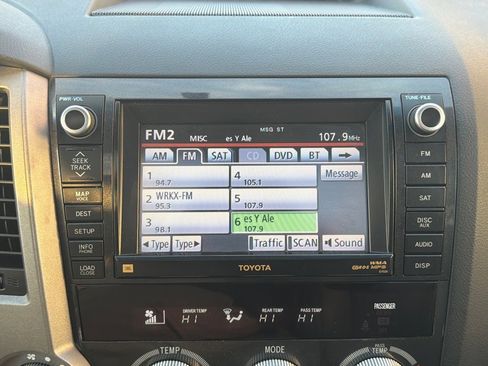 PWR·VOL
TUNE·FILE
MSG ST
FM2 MISC es Y Ale 107.9MHz
AM FM SAT CD DVD BT
1 94.7
4 105.1
Message
2 WRKX-FM 95.3
5 107.9
3 98.1
6 es Y Ale 107.9
Type Type
Traffic SCAN Sound
SEEK
TRACK
MAP
VOICE
DEST
SETUP
INFO
PHONE
LOAD
CLOSE
FM
AM
SAT
DISC
AUX
AUDIO
DISP
JBL
TOYOTA
WMA
MP3
DRIVER TEMP
HI
REAR TEMP
HI
PASS TEMP
HI
PASSENGER
TEMP
MODE
PASS
TEMP